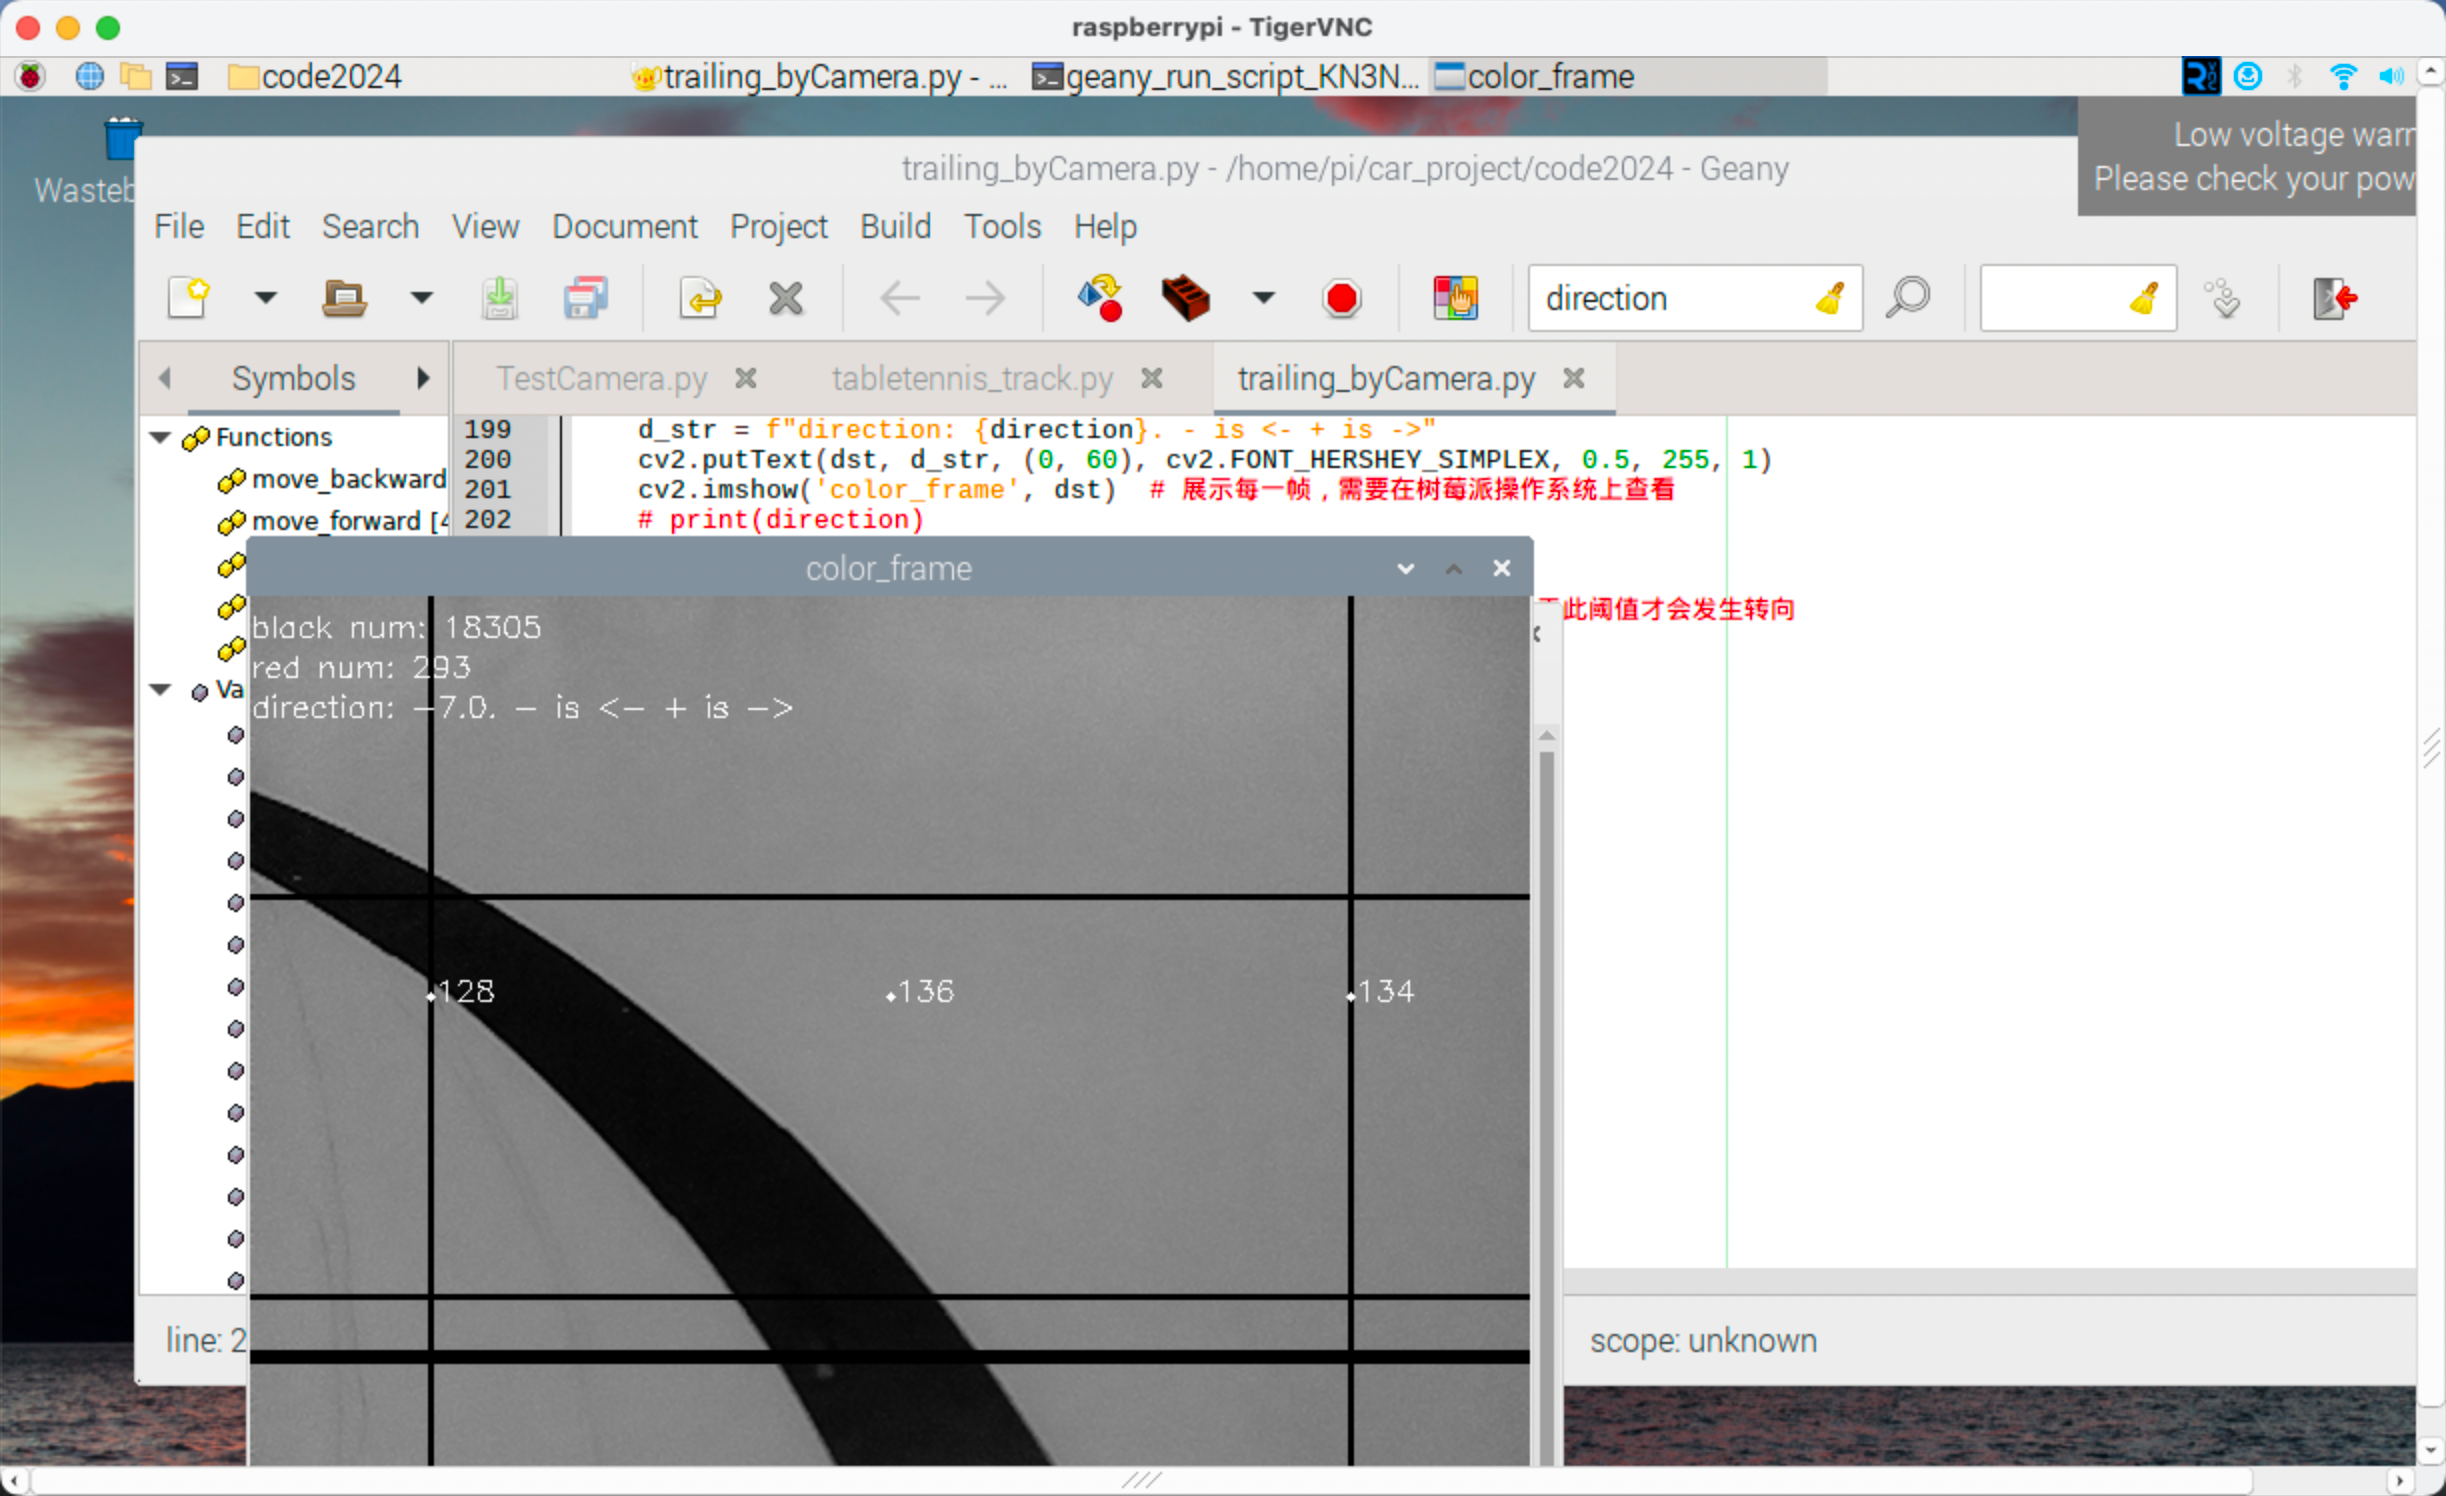 raspberrypi - TigerVNC
code2024
trailing_byCamera.py - ...
geany_run_script_KN3N...
color_frame
Low voltage warr
Please check your pow
Wasteb
trailing_byCamera.py - /home/pi/car_project/code2024 - Geany
File Edit Search View Document Project Build Tools Help
direction
Symbols
TestCamera.py
tabletennis_track.py
trailing_byCamera.py
Functions
move_backward
move_forward [4
Va
199 d_str = f"direction: {direction}. - is <- + is ->"
200 cv2.putText(dst, d_str, (0, 60), cv2.FONT_HERSHEY_SIMPLEX, 0.5, 255, 1)
201 cv2.imshow('color_frame', dst) # 展示每一帧，需要在树莓派操作系统上查看
202 # print(direction)
color_frame
此阈值才会发生转向
black num: 18305
red num: 293
direction: -7.0. - is <- + is ->
128
136
134
line: 2
scope: unknown